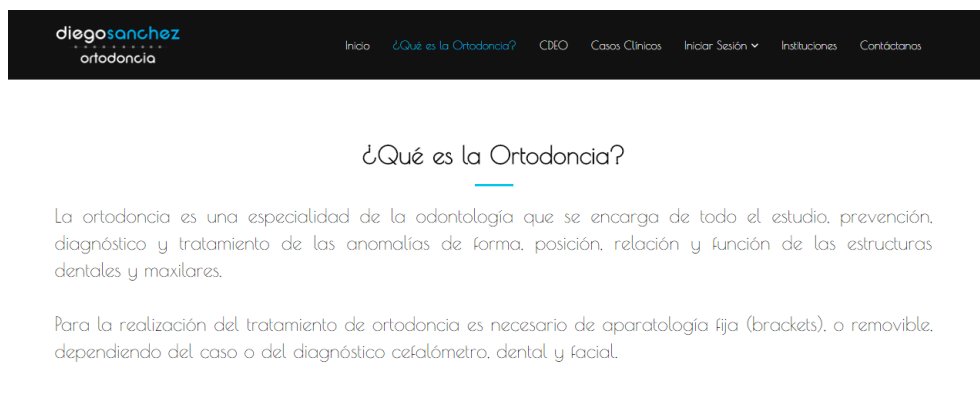 diegosanchez
ortodoncia
Inicio ¿Qué es la Ortodoncia? CDEO Casos Clínicos Iniciar Sesión Instituciones Contáctanos
¿Qué es la Ortodoncia?
La ortodoncia es una especialidad de la odontología que se encarga de todo el estudio, prevención,
diagnóstico y tratamiento de las anomalías de forma, posición, relación y función de las estructuras
dentales y maxilares.
Para la realización del tratamiento de ortodoncia es necesario de aparatología fija (brackets), o removible,
dependiendo del caso o del diagnóstico cefalómetro, dental y facial.